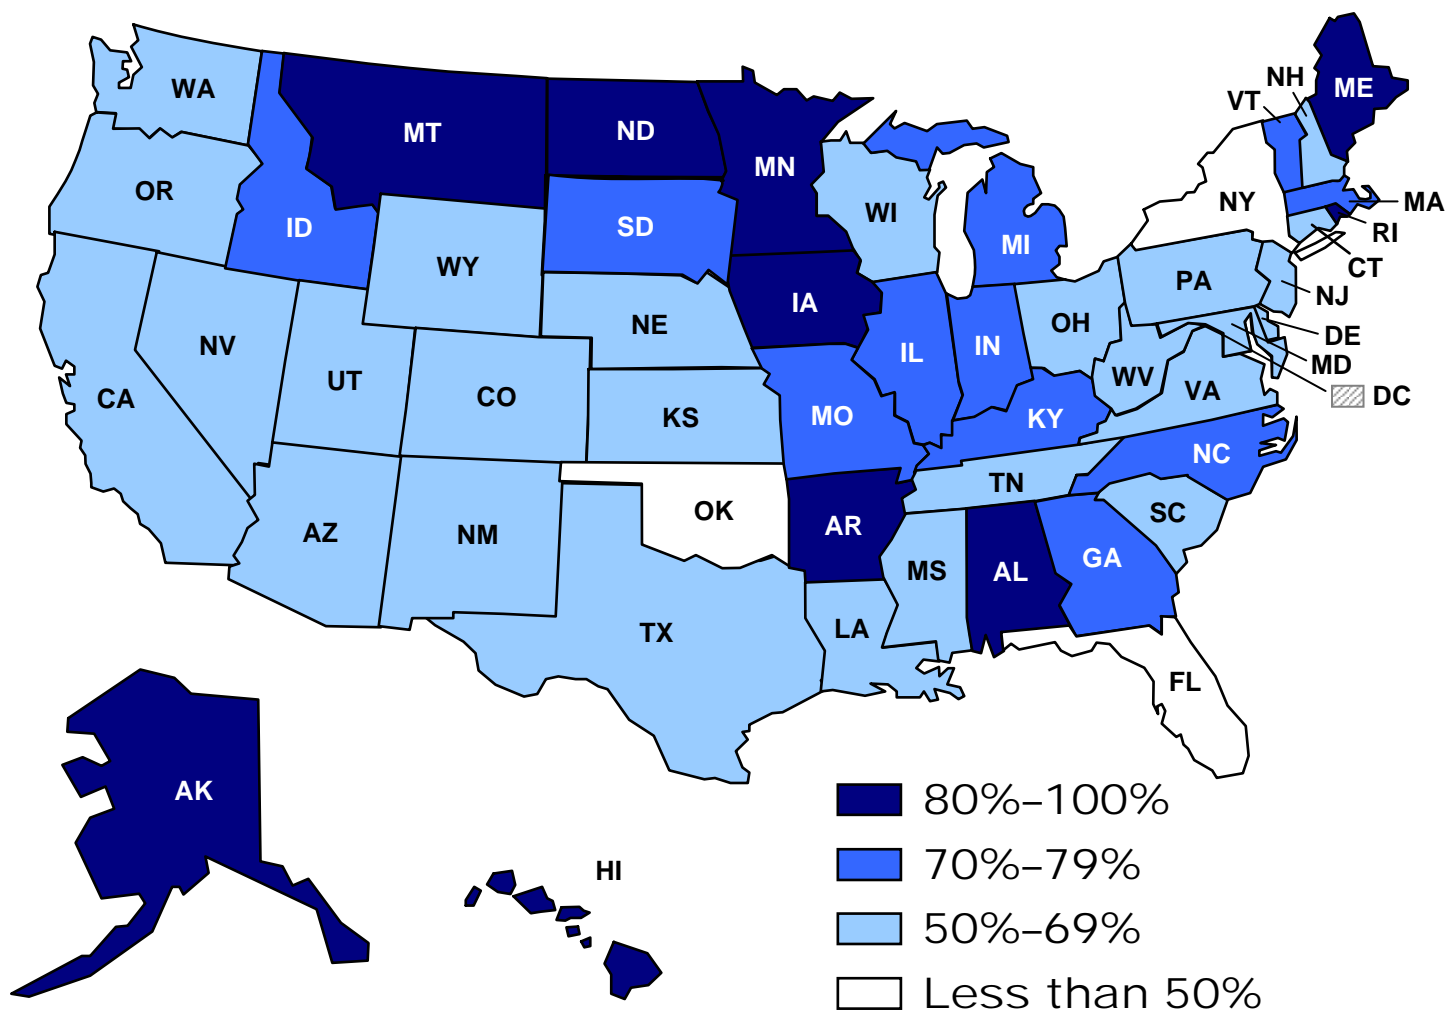 WA
MT
ND
MN
OR
ID
SD
WI
MI
NY
VT
NH
ME
MA
RI
CT
NJ
WY
IA
PA
NE
OH
DE
MD
DC
NV
UT
CO
IL
IN
WV
VA
CA
KS
MO
KY
NC
AZ
NM
OK
AR
TN
SC
MS
AL
GA
TX
LA
FL
AK
HI
80%–100%
70%–79%
50%–69%
Less than 50%